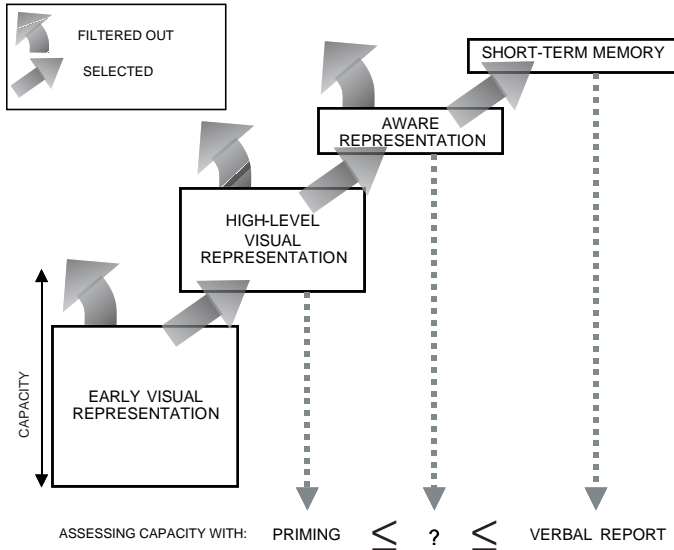 FILTERED OUT
SELECTED
SHORT-TERM MEMORY
AWARE
REPRESENTATION
HIGH-LEVEL
VISUAL
REPRESENTATION
EARLY VISUAL
REPRESENTATION
CAPACITY
ASSESSING CAPACITY WITH: PRIMING ≤ ? ≤ VERBAL REPORT